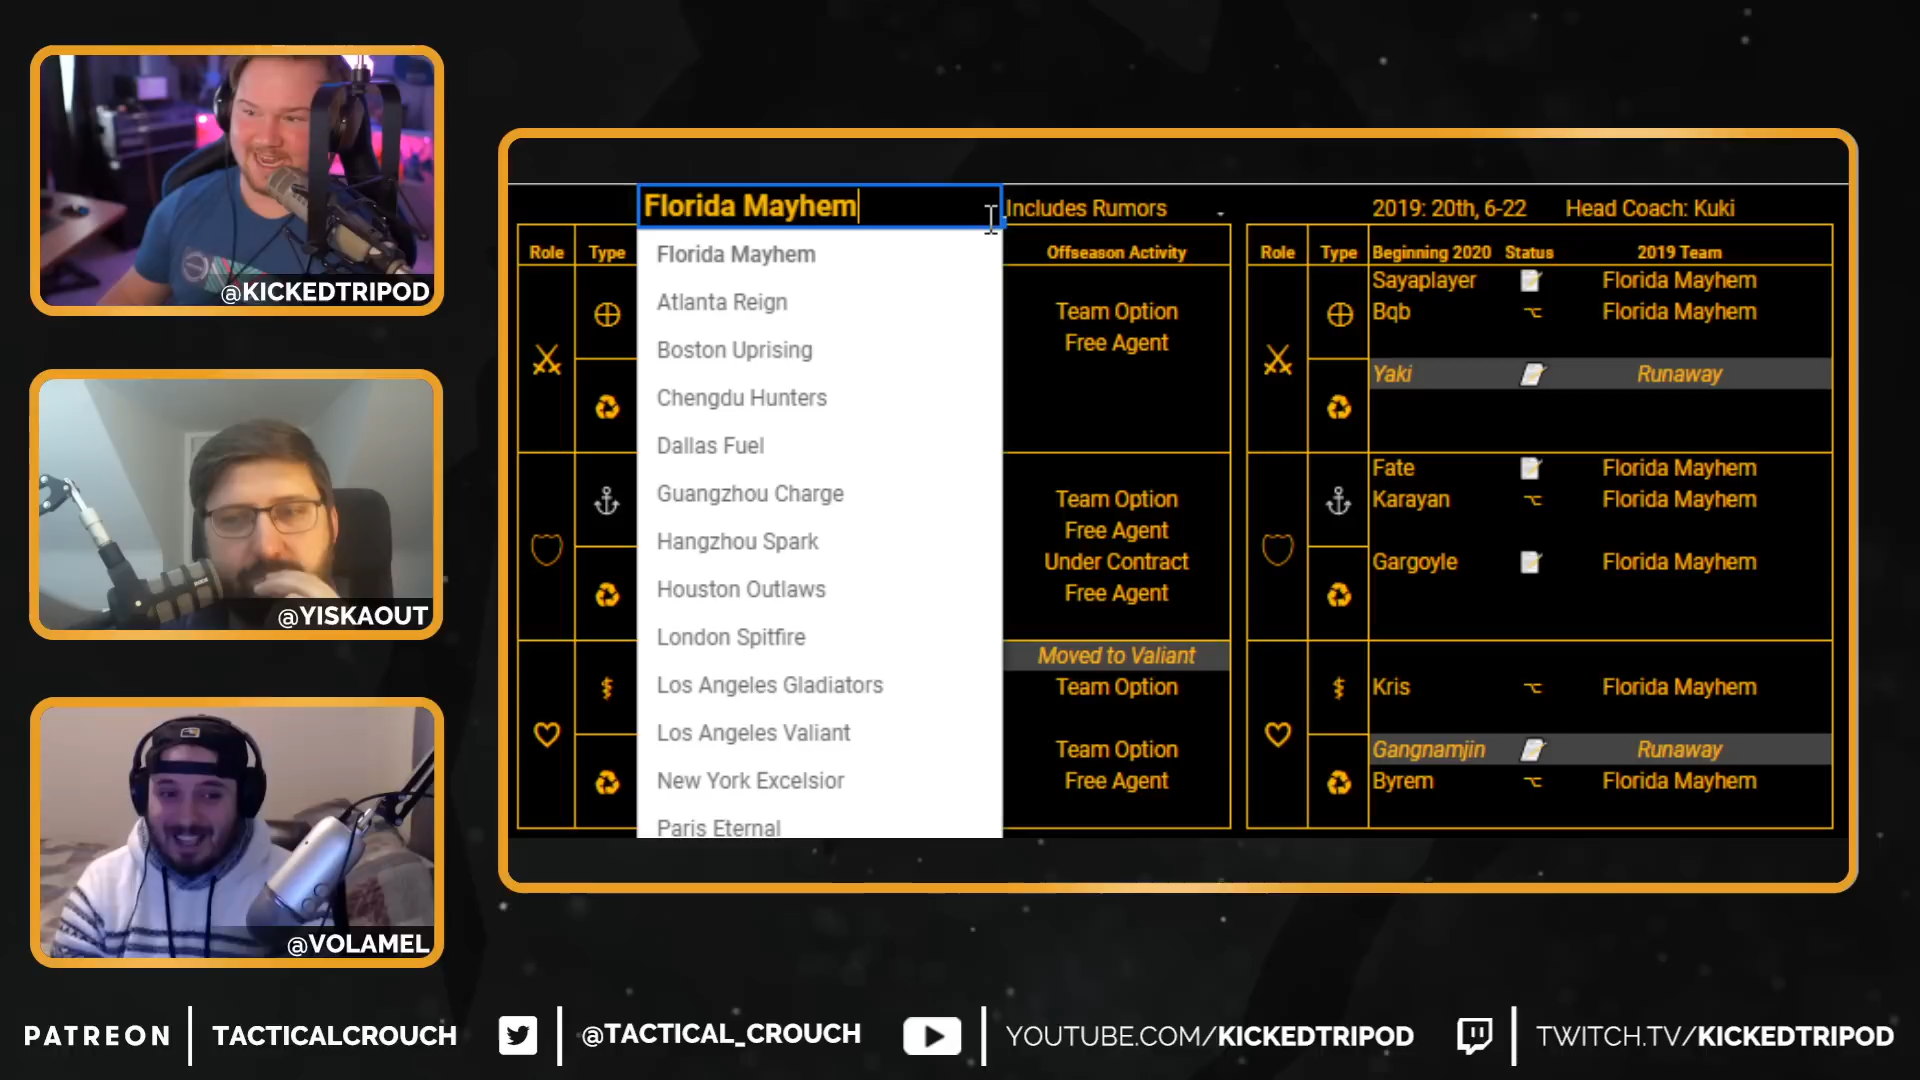 @KICKEDTRIPOD
@YISKAOUT
@VOLAMEL
Florida Mayhem
Includes Rumors
2019: 20th, 6-22
Head Coach: Kuki
Role
Type
Florida Mayhem
Atlanta Reign
Boston Uprising
Chengdu Hunters
Dallas Fuel
Guangzhou Charge
Hangzhou Spark
Houston Outlaws
London Spitfire
Los Angeles Gladiators
Los Angeles Valiant
New York Excelsior
Paris Eternal
Offseason Activity
Team Option
Free Agent
Team Option
Free Agent
Under Contract
Free Agent
Moved to Valiant
Team Option
Team Option
Free Agent
Role Type Beginning 2020 Status 2019 Team
Sayaplayer Florida Mayhem
Bqb Florida Mayhem
Yaki Runaway
Fate Florida Mayhem
Karayan Florida Mayhem
Gargoyle Florida Mayhem
Kris Florida Mayhem
Gangnamjin Runaway
Byrem Florida Mayhem
PATREON TACTICALCROUCH
@TACTICAL_CROUCH
YOUTUBE.COM/KICKEDTRIPOD
TWITCH.TV/KICKEDTRIPOD